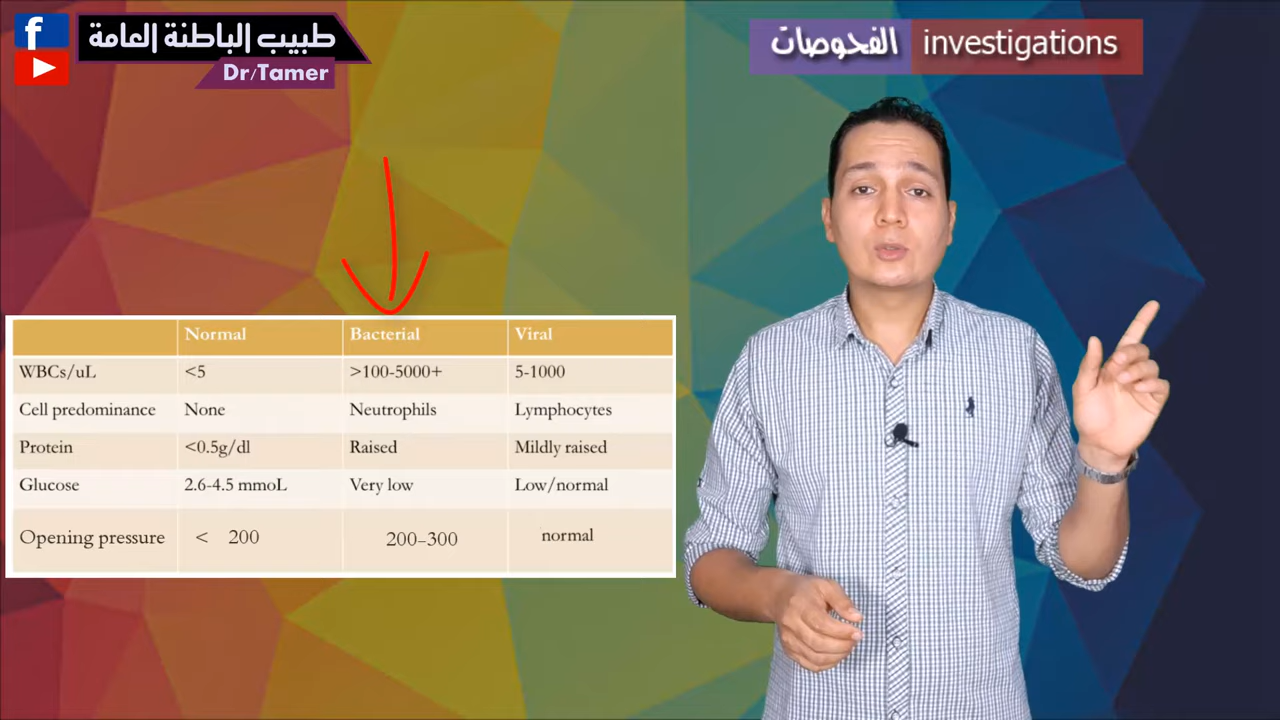 f
طبيب الباطنة العامة
Dr/Tamer
الفحوصات investigations
Normal Bacterial Viral
WBCs/uL <5 >100-5000+ 5-1000
Cell predominance None Neutrophils Lymphocytes
Protein <0.5g/dl Raised Mildly raised
Glucose 2.6-4.5 mmoL Very low Low/normal
Opening pressure < 200 200-300 normal